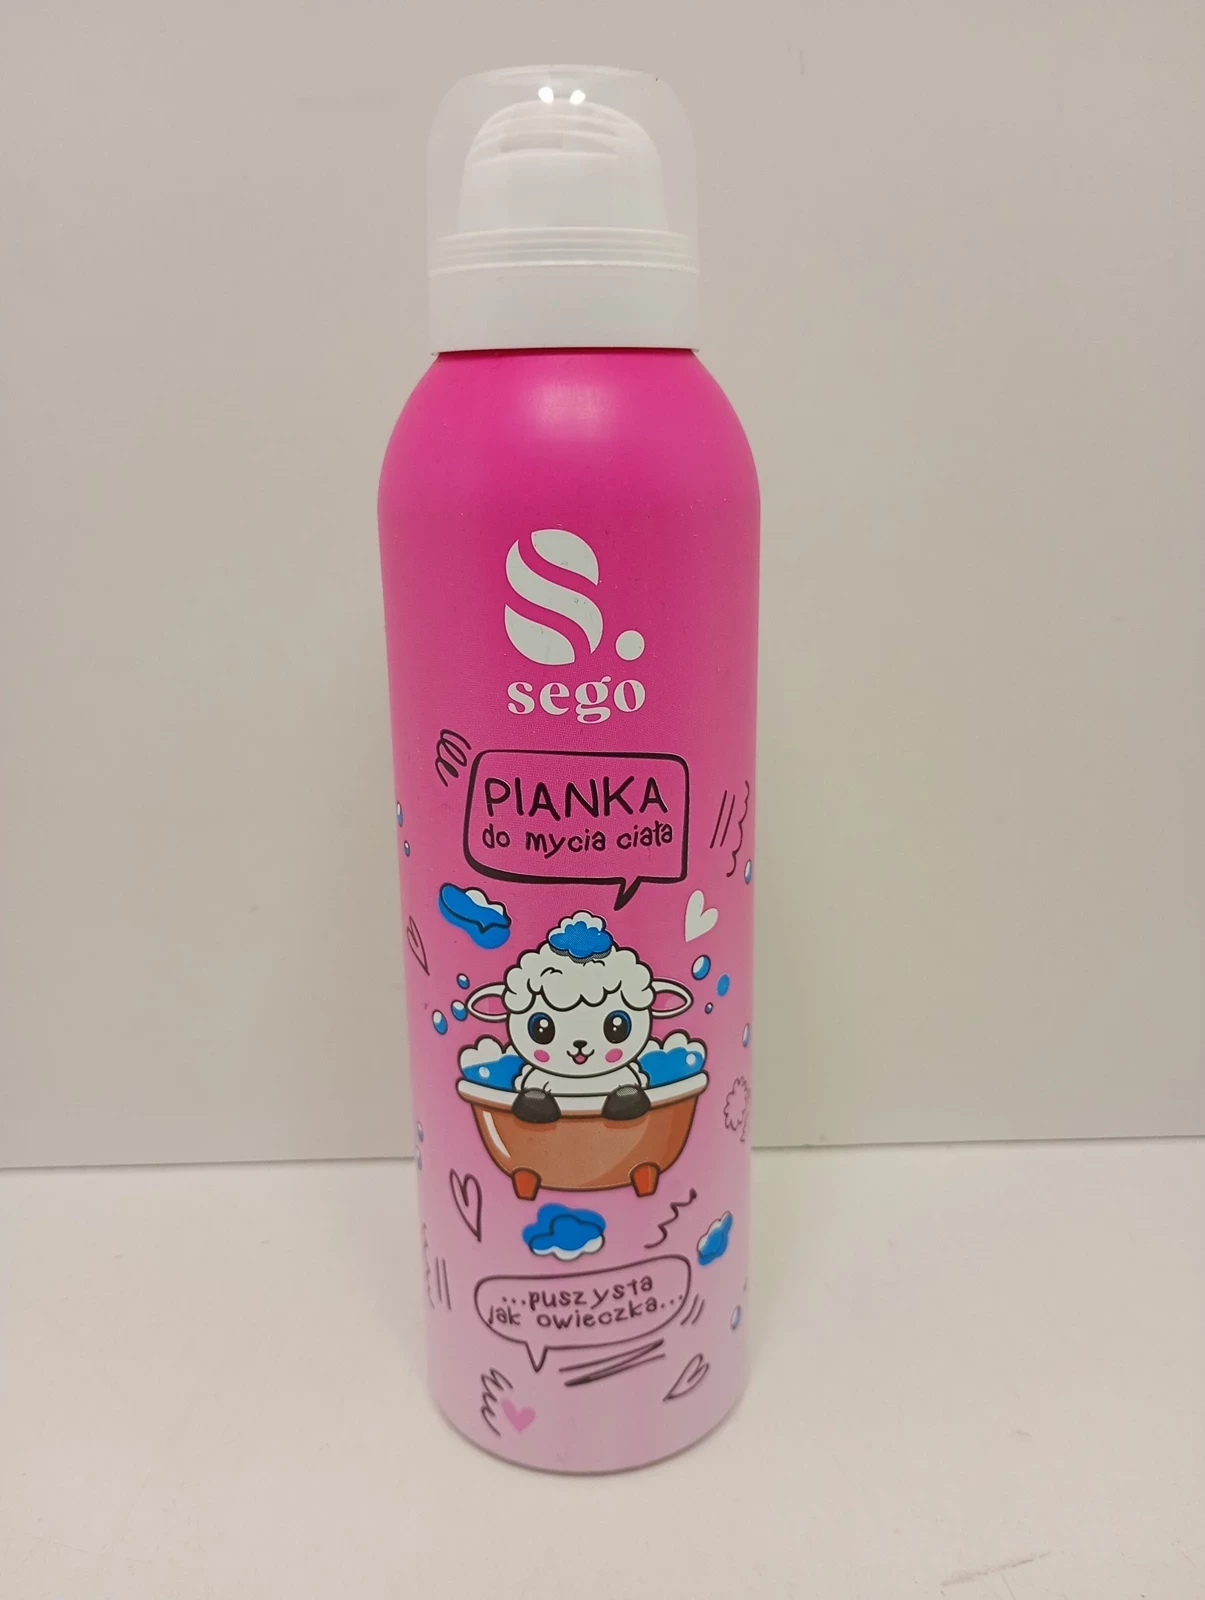 S.
sego
PIANKA
do mycia ciała
...puszysta
jak owieczka...